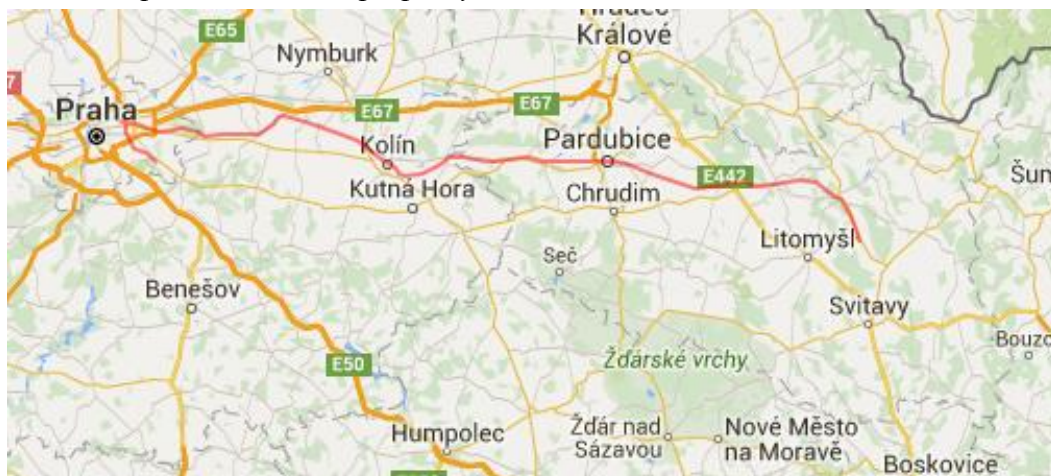 E65
Nymburk
Králové
7
Praha
E67
E67
Kolín
Pardubice
Kutná Hora
Chrudim
E442
Šun
Litomyšl
Seč
Benešov
Svitavy
Bouzo
Žďárské vrchy
E50
Humpolec
Žďár nad
Sázavou
Nové Město
na Moravě
Boskovice